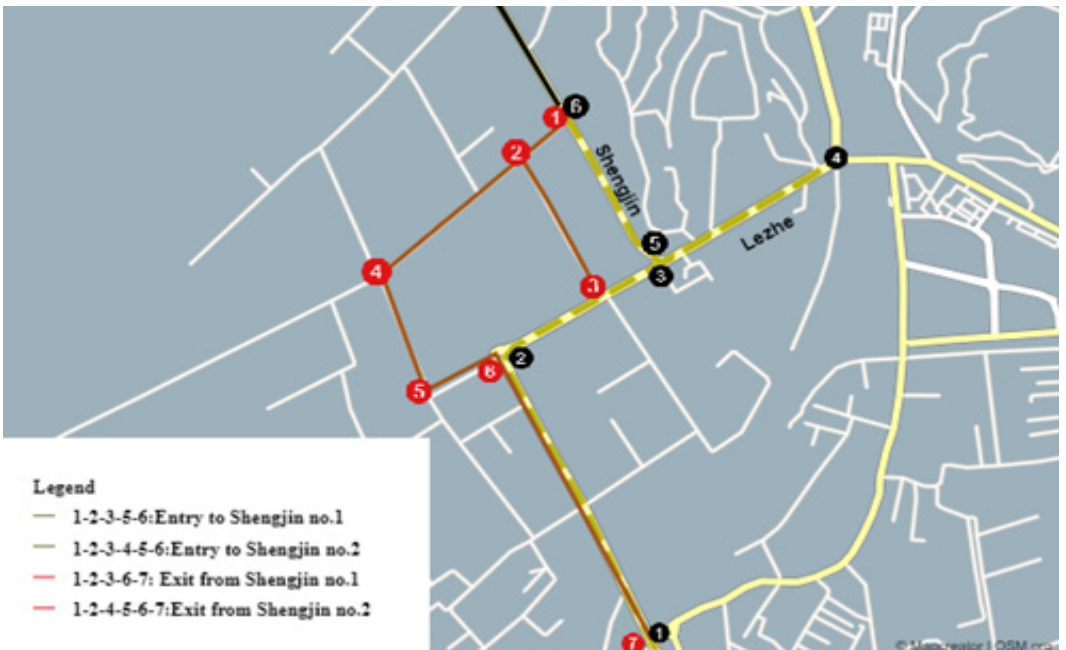 6
1
2
Shengjin
4
Lezhe
5
4
3
3
2
6
5
Legend
1-2-3-5-6:Entry to Shengjin no.1
1-2-3-4-5-6:Entry to Shengjin no.2
1-2-3-6-7: Exit from Shengjin no.1
1-2-4-5-6-7:Exit from Shengjin no.2
1
7
© Mapcreator | OSM.org